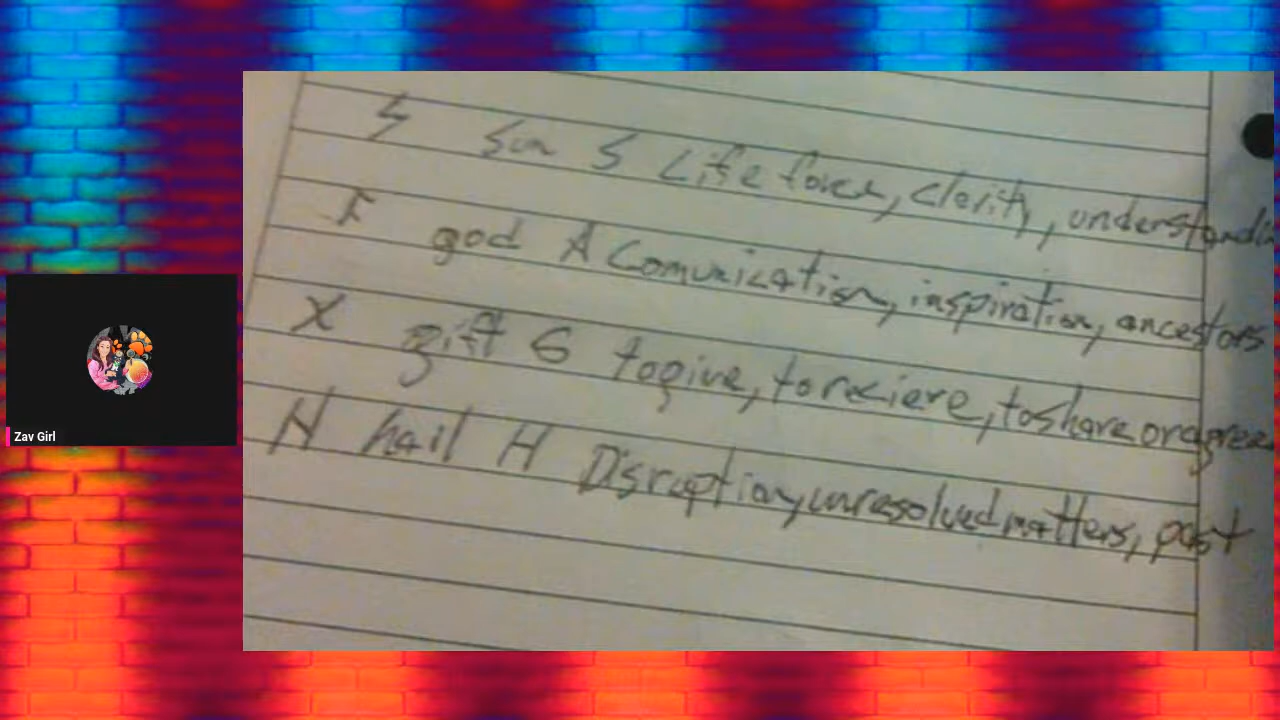 ᛋ Sun S Life force, clarity, understandin
ᚨ god A Comunication, inspiration, ancestors
X gift G to give, to recieve, to share or agree
N hail H Disruption, unresolved matters, past
Zav Girl